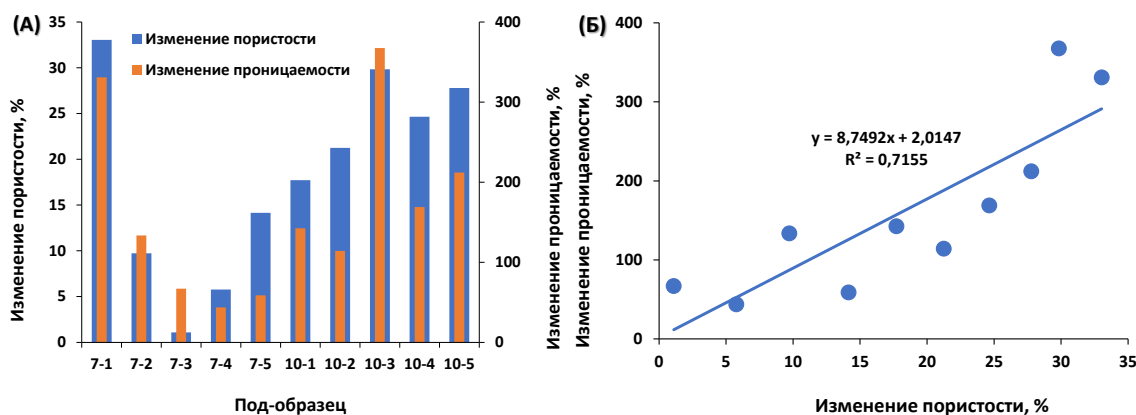 (А)
Изменение пористости
Изменение проницаемости
Изменение пористости, %
35
30
25
20
15
10
5
0
400
300
200
100
0
Изменение проницаемости, %
7-1 7-2 7-3 7-4 7-5 10-1 10-2 10-3 10-4 10-5
Под-образец
(Б)
Изменение проницаемости, %
400
300
200
100
0
y = 8,7492x + 2,0147
R² = 0,7155
0 5 10 15 20 25 30 35
Изменение пористости, %